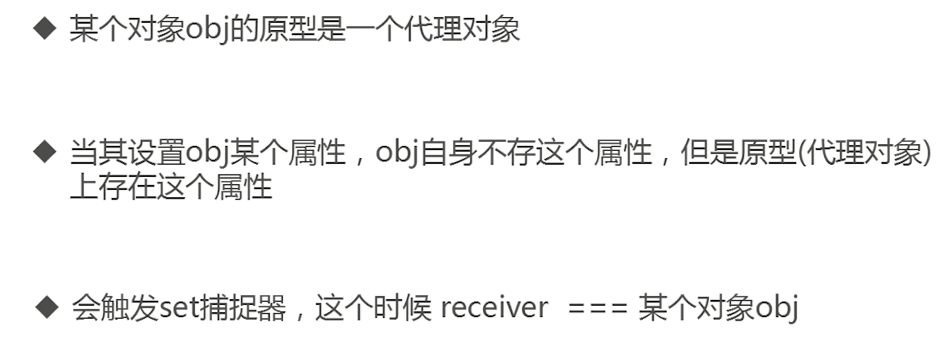 ◆ 某个对象obj的原型是一个代理对象
◆ 当其设置obj某个属性，obj自身不存这个属性，但是原型(代理对象)
上存在这个属性
◆ 会触发set捕捉器，这个时候 receiver === 某个对象obj